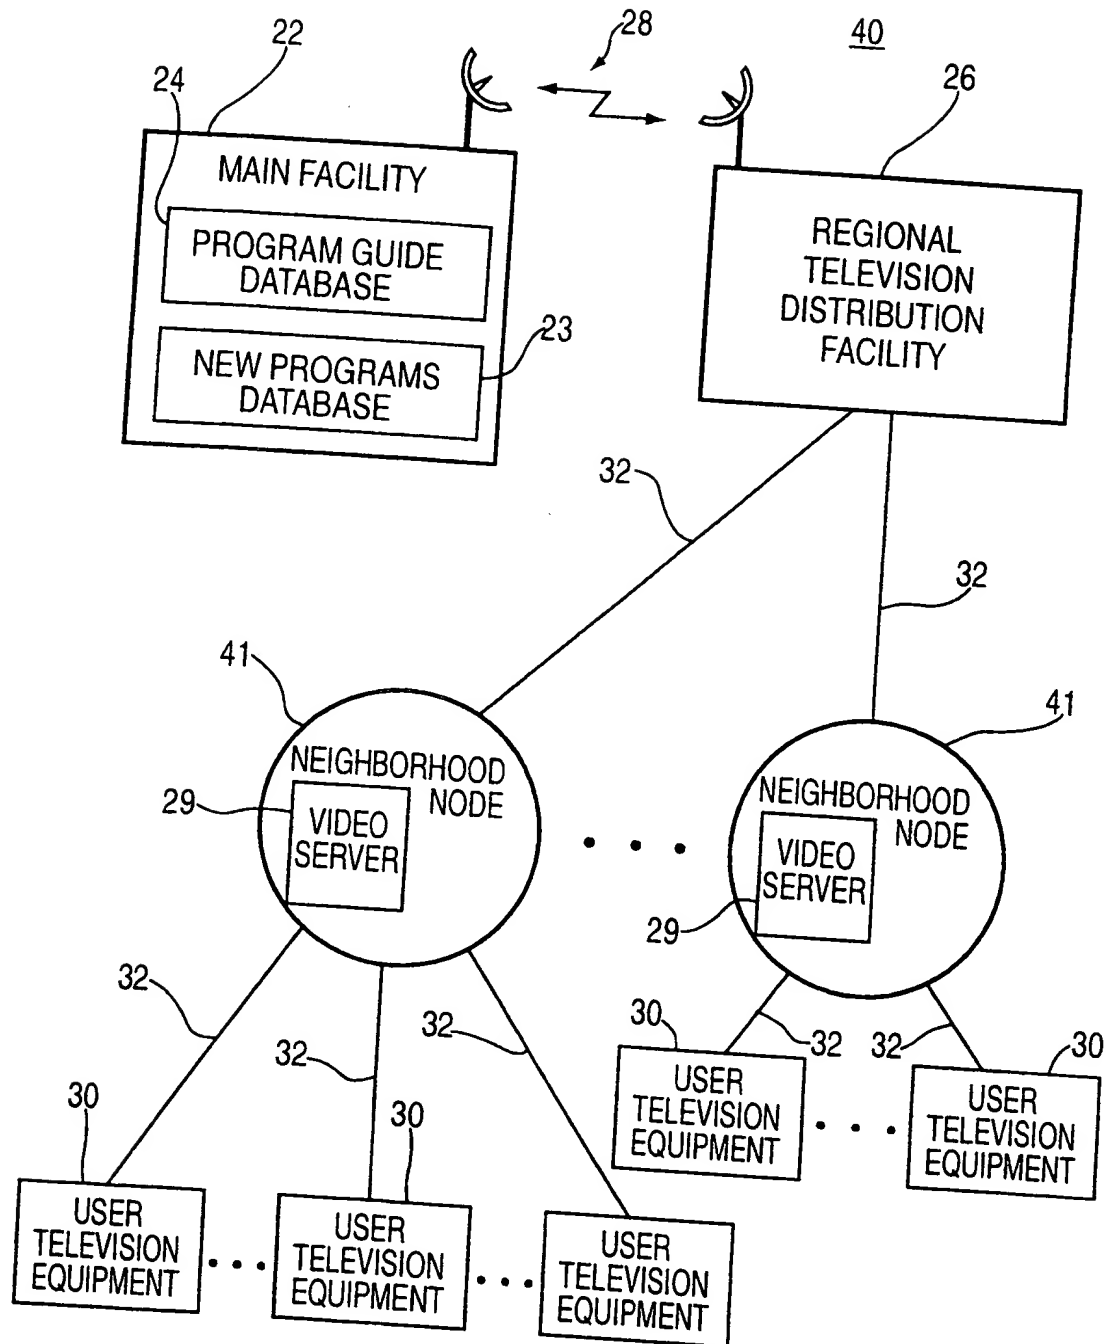 22
28
40
24
26
MAIN FACILITY
PROGRAM GUIDE
DATABASE
23
NEW PROGRAMS
DATABASE
REGIONAL
TELEVISION
DISTRIBUTION
FACILITY
32
32
41
NEIGHBORHOOD
NODE
29
VIDEO
SERVER
41
NEIGHBORHOOD
NODE
VIDEO
SERVER
29
32
32
32
30
32
32
30
USER
TELEVISION
EQUIPMENT
USER
TELEVISION
EQUIPMENT
30
USER
TELEVISION
EQUIPMENT
30
USER
TELEVISION
EQUIPMENT
USER
TELEVISION
EQUIPMENT